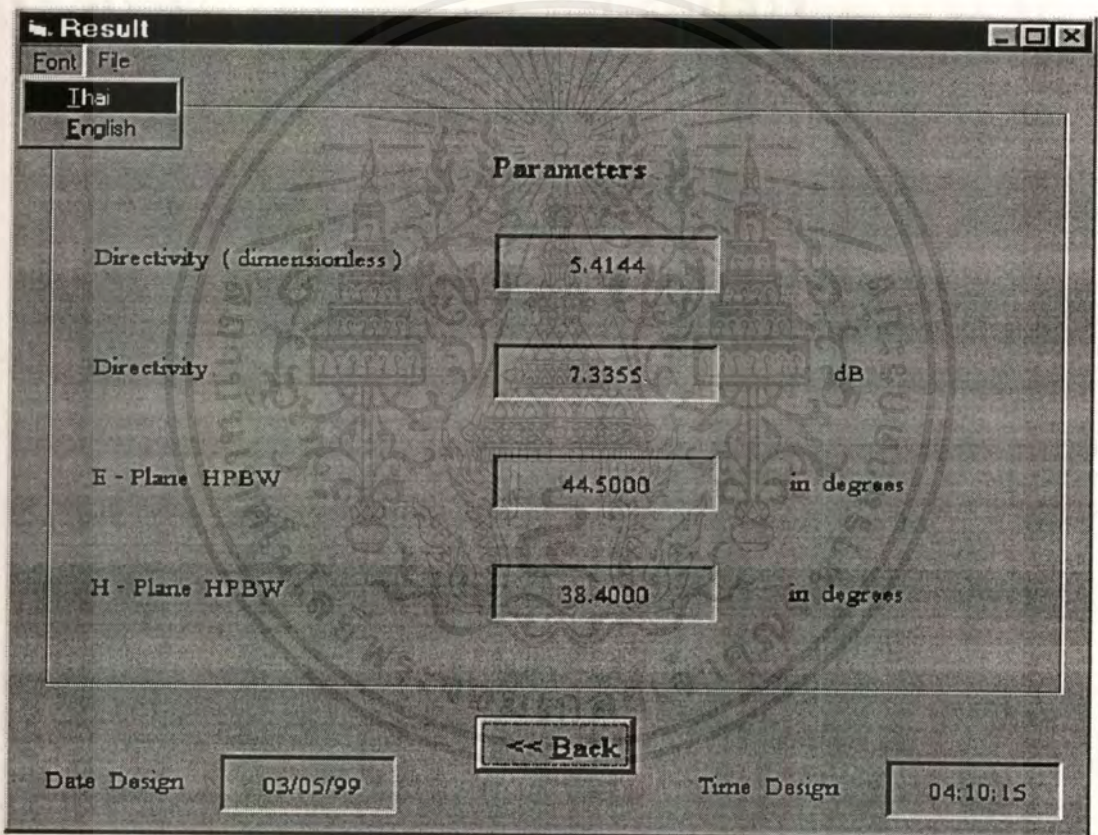 Result
Font File
Thai
English
Parameters
Directivity ( dimensionless ) 5.4144
Directivity 7.3355 dB
E - Plane HPBW 44.5000 in degrees
H - Plane HPBW 38.4000 in degrees
<< Back
Date Design 03/05/99
Time Design 04:10:15